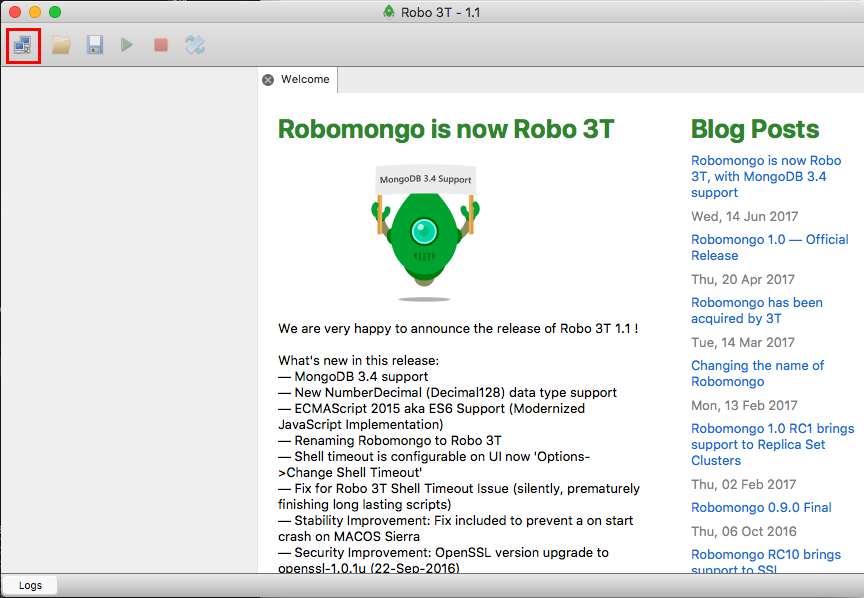 Robo 3T - 1.1
Welcome
Robomongo is now Robo 3T
MongoDB 3.4 Support
We are very happy to announce the release of Robo 3T 1.1 !
What's new in this release:
— MongoDB 3.4 support
— New NumberDecimal (Decimal128) data type support
— ECMAScript 2015 aka ES6 Support (Modernized
JavaScript Implementation)
— Renaming Robomongo to Robo 3T
— Shell timeout is configurable on UI now 'Options-
>Change Shell Timeout'
— Fix for Robo 3T Shell Timeout Issue (silently, prematurely
finishing long lasting scripts)
— Stability Improvement: Fix included to prevent a on start
crash on MACOS Sierra
— Security Improvement: OpenSSL version upgrade to
openssl-1.0.1u (22-Sep-2016)
Blog Posts
Robomongo is now Robo
3T, with MongoDB 3.4
support
Wed, 14 Jun 2017
Robomongo 1.0 — Official
Release
Thu, 20 Apr 2017
Robomongo has been
acquired by 3T
Tue, 14 Mar 2017
Changing the name of
Robomongo
Mon, 13 Feb 2017
Robomongo 1.0 RC1 brings
support to Replica Set
Clusters
Thu, 02 Feb 2017
Robomongo 0.9.0 Final
Thu, 06 Oct 2016
Robomongo RC10 brings
support to SSL
Logs